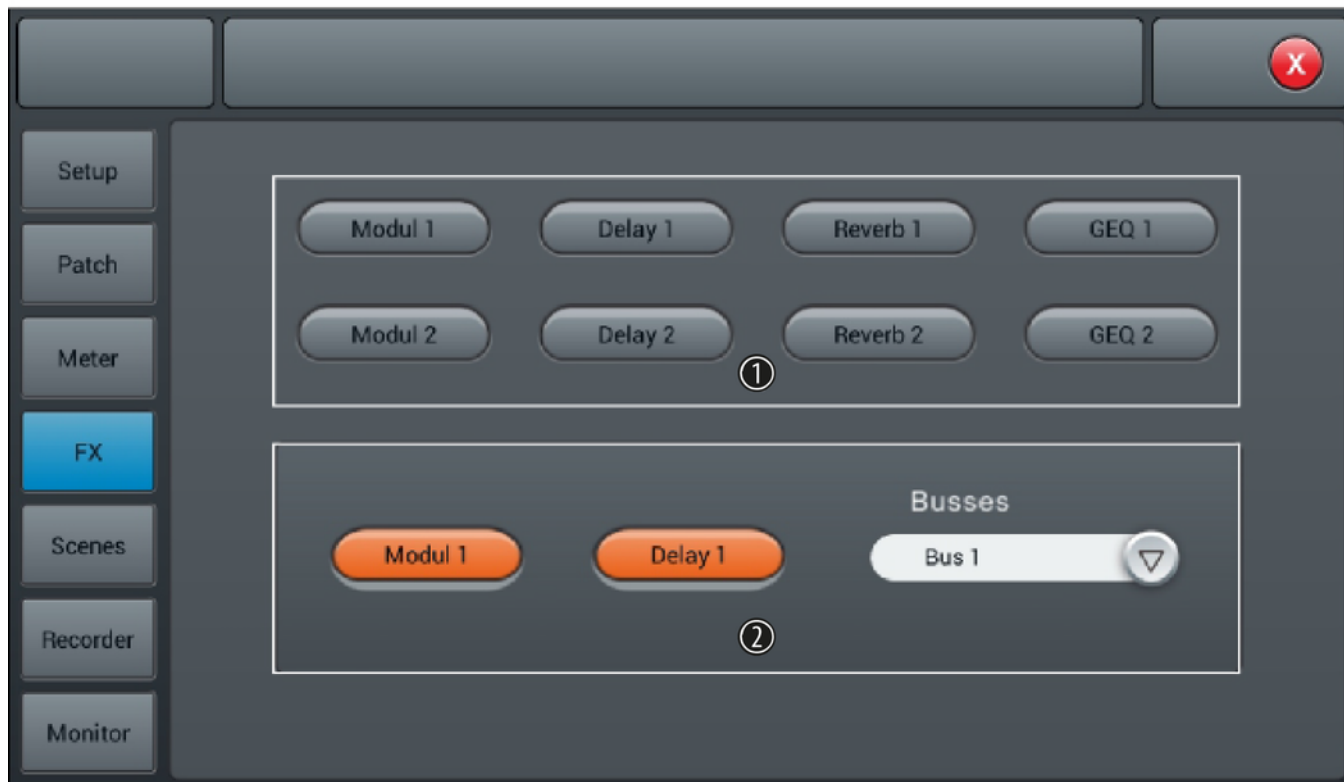 X
Setup
Patch
Meter
FX
Scenes
Recorder
Monitor
Modul 1 Delay 1 Reverb 1 GEQ 1
Modul 2 Delay 2 Reverb 2 GEQ 2
①
Busses
Modul 1 Delay 1 Bus 1
②